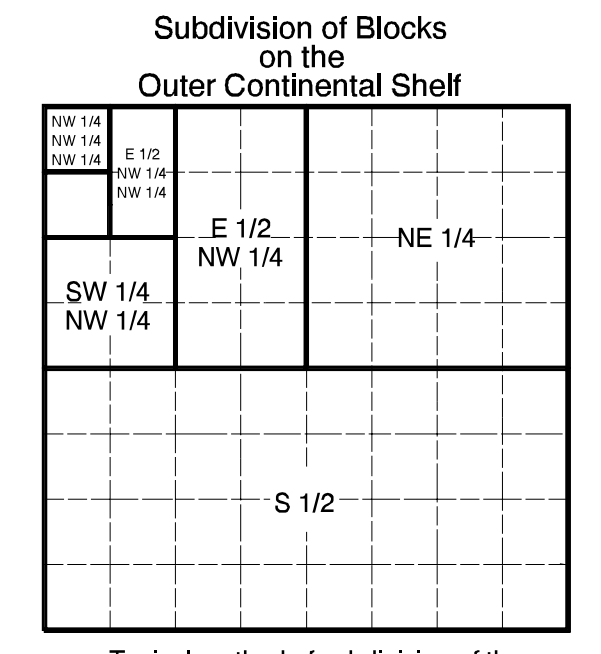 Subdivision of Blocks
on the
Outer Continental Shelf
NW 1/4
NW 1/4
NW 1/4
E 1/2
NW 1/4
NW 1/4
E 1/2
NW 1/4
NE 1/4
SW 1/4
NW 1/4
S 1/2